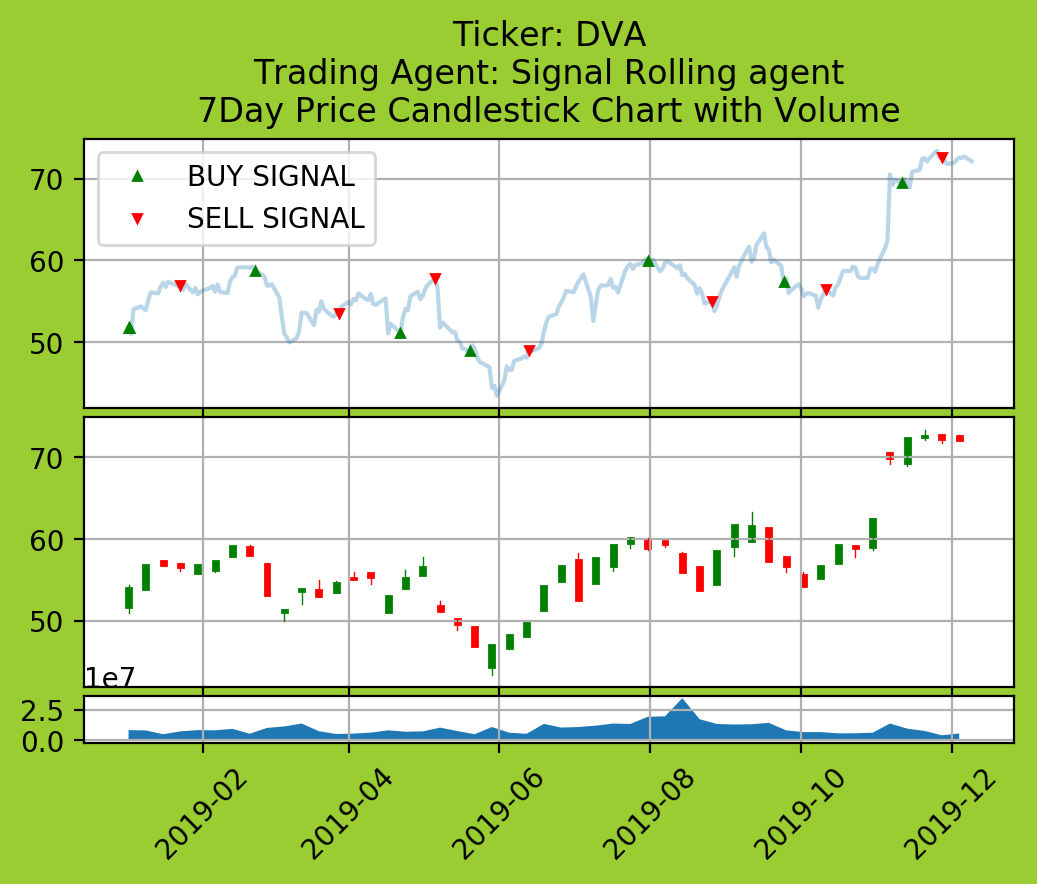 Ticker: DVA
Trading Agent: Signal Rolling agent
7Day Price Candlestick Chart with Volume
BUY SIGNAL
SELL SIGNAL
70
60
50
70
60
50
1e7
2.5
0.0
2019-02
2019-04
2019-06
2019-08
2019-10
2019-12